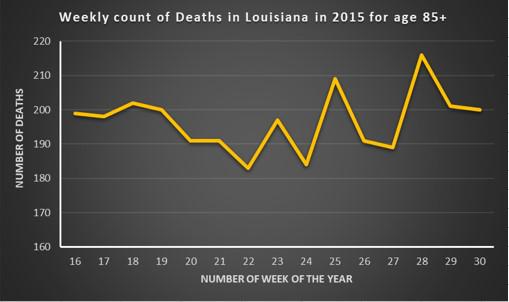 Weekly count of Deaths in Louisiana in 2015 for age 85+
NUMBER OF DEATHS
220
210
200
190
180
170
160
16 17 18 19 20 21 22 23 24 25 26 27 28 29 30
NUMBER OF WEEK OF THE YEAR